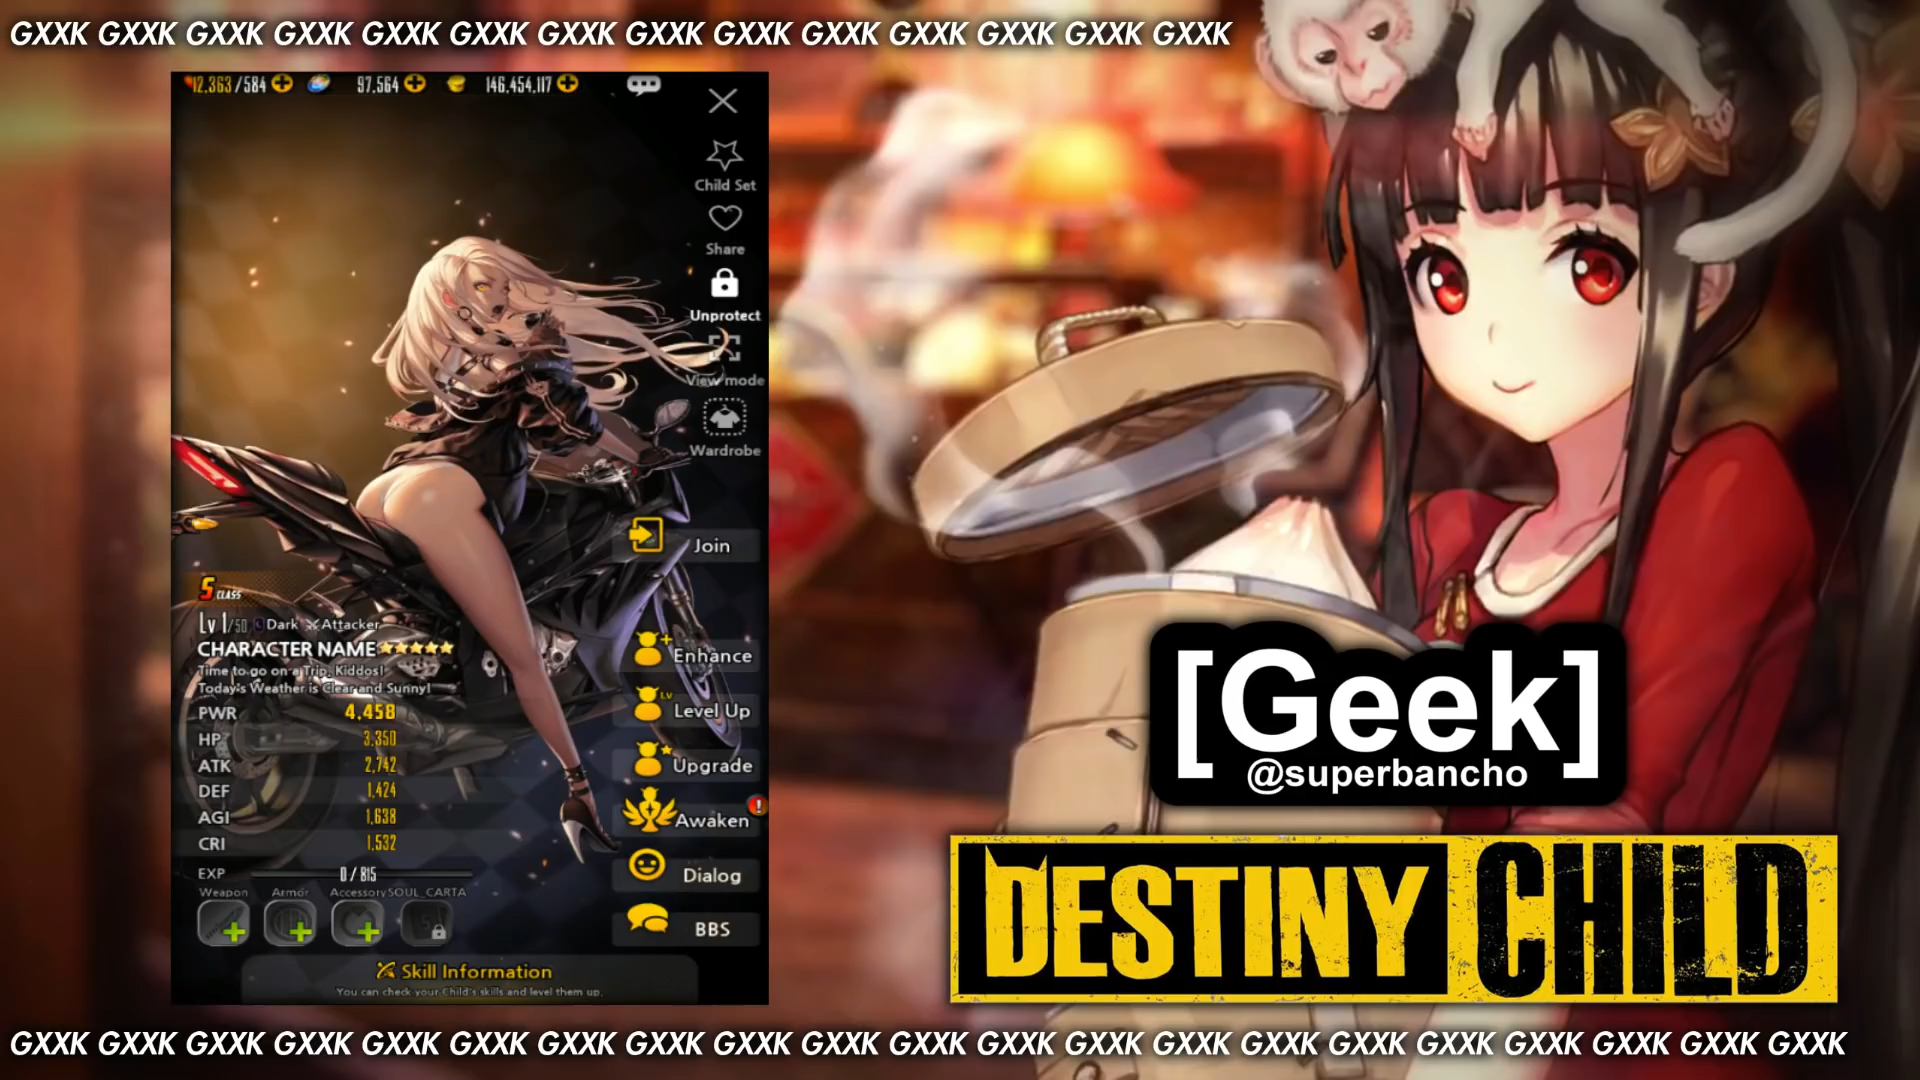 GXXK GXXK GXXK GXXK GXXK GXXK GXXK GXXK GXXK GXXK GXXK GXXK GXXK GXXK
12,363/584 97,564 146,454,117
Child Set
Share
Unprotect
View mode
Wardrobe
Join
S CLASS
Lv 1/50 Dark Attacker
CHARACTER NAME
Time to go on a Trip, Kiddos!
Today's Weather is Clear and Sunny!
PWR 4,458
HP 3,350
ATK 2,742
DEF 1,424
AGI 1,638
CRI 1,532
EXP 0 / 815
Weapon Armor Accessory SOUL_CARTA
Enhance
LV
Level Up
Upgrade
Awaken
Dialog
BBS
Skill Information
You can check your Child's skills and level them up.
[Geek]
@superbancho
DESTINY CHILD
GXXK GXXK GXXK GXXK GXXK GXXK GXXK GXXK GXXK GXXK GXXK GXXK GXXK GXXK GXXK GXXK GXXK GXXK GXXK GXXK GXXK